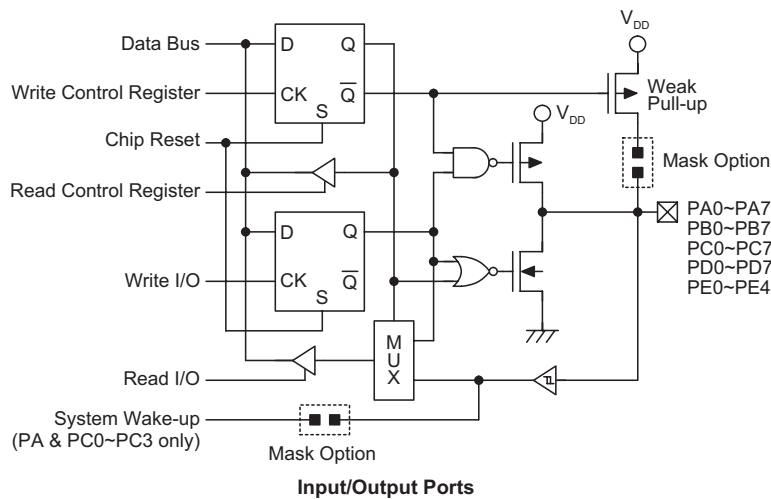 V_DD
Data Bus
D
Q
Write Control Register
CK
Q̅
S
Weak
Pull-up
V_DD
Chip Reset
Mask Option
Read Control Register
D
Q
PA0~PA7
PB0~PB7
PC0~PC7
PD0~PD7
PE0~PE4
Write I/O
CK
Q̅
S
M
U
X
Read I/O
System Wake-up
(PA & PC0~PC3 only)
Mask Option
Input/Output Ports